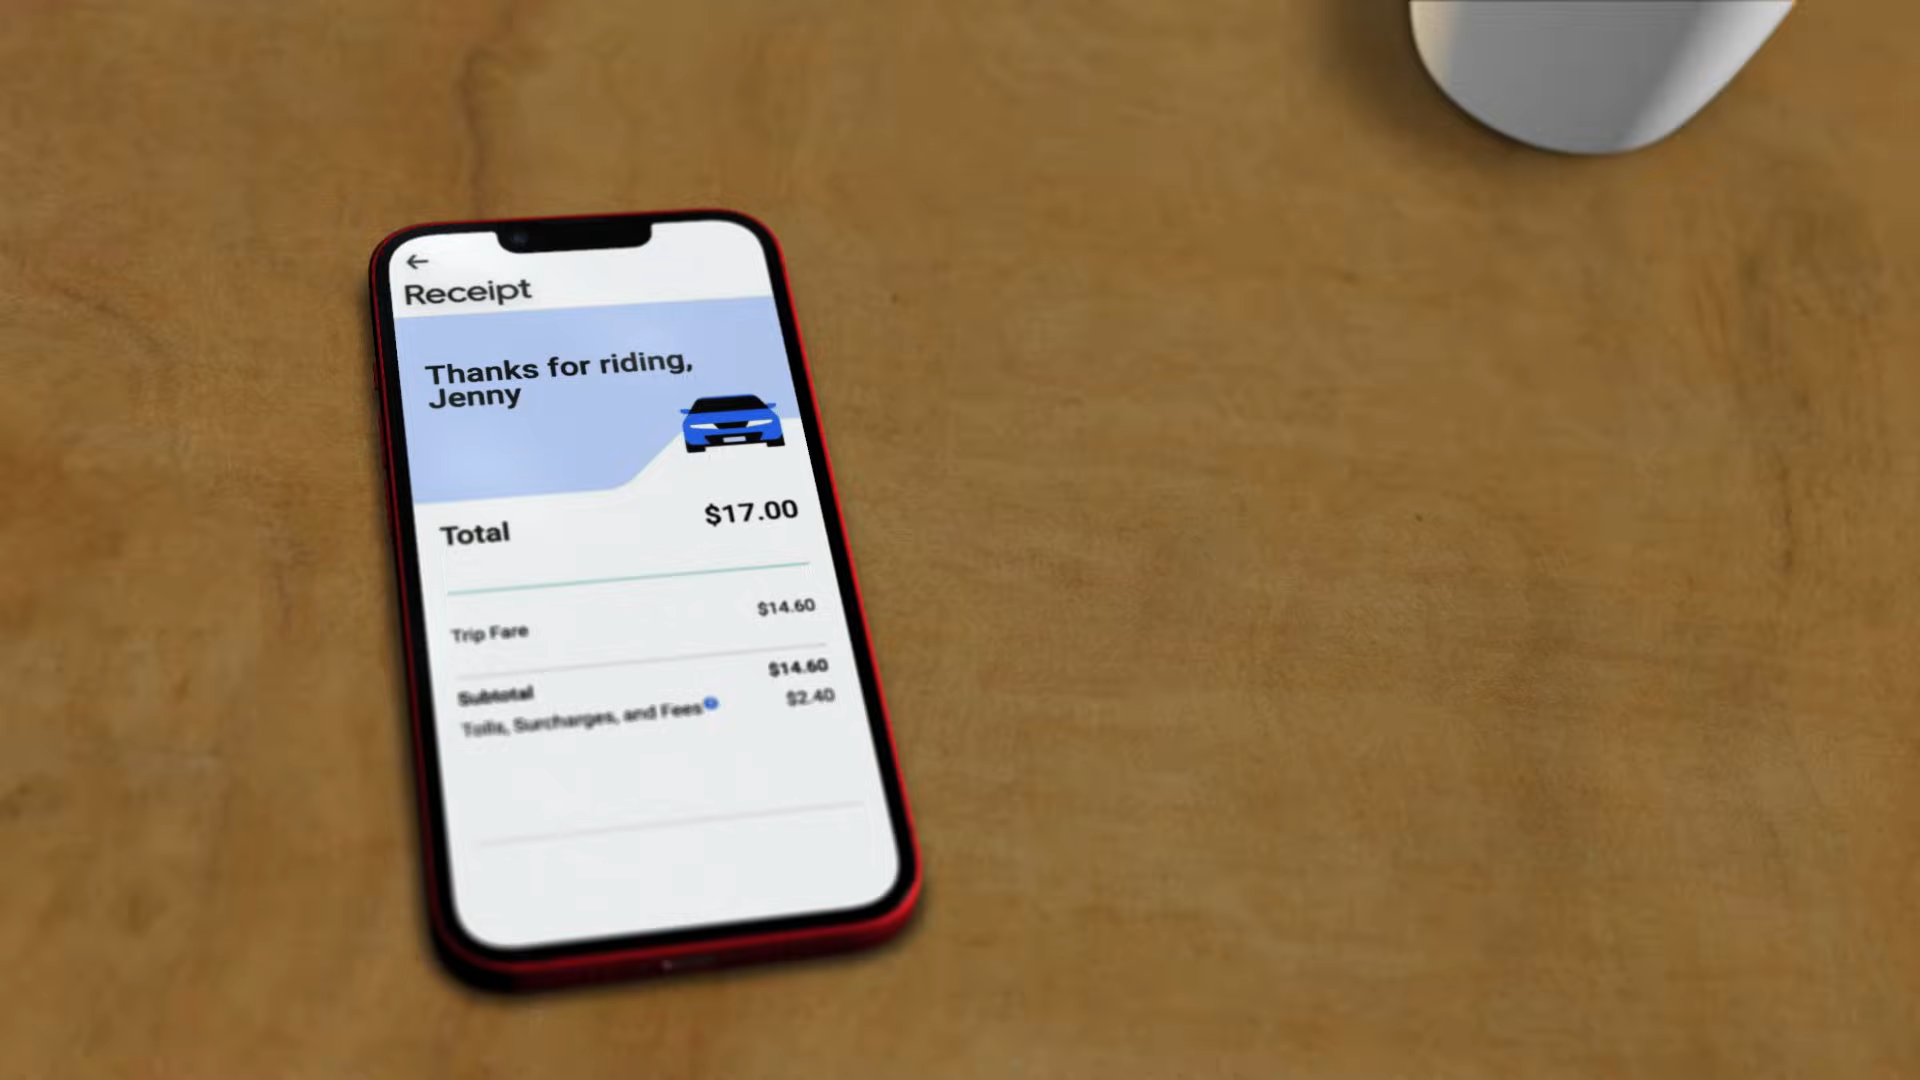 Receipt
Thanks for riding,
Jenny
Total $17.00
Trip Fare $14.60
Subtotal $14.60
Tolls, Surcharges, and Fees $2.40